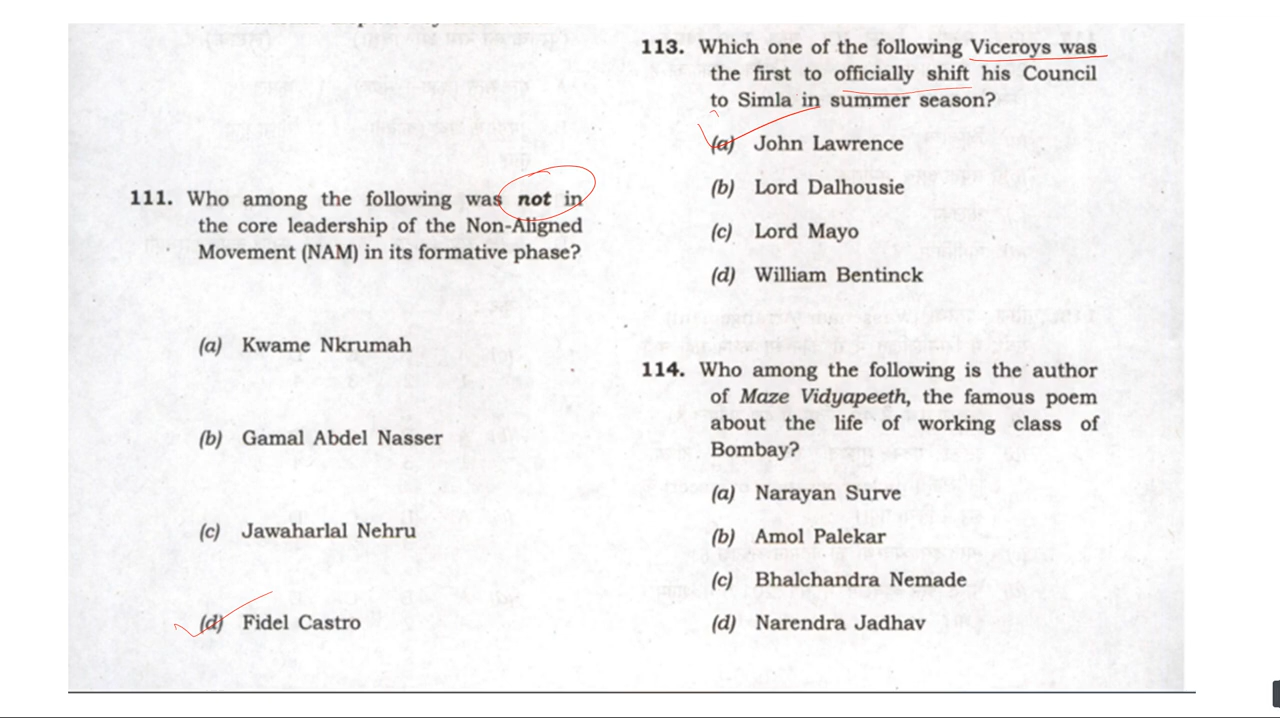 111. Who among the following was not in
the core leadership of the Non-Aligned
Movement (NAM) in its formative phase?
(a) Kwame Nkrumah
(b) Gamal Abdel Nasser
(c) Jawaharlal Nehru
(d) Fidel Castro
113. Which one of the following Viceroys was
the first to officially shift his Council
to Simla in summer season?
(a) John Lawrence
(b) Lord Dalhousie
(c) Lord Mayo
(d) William Bentinck
114. Who among the following is the author
of Maze Vidyapeeth, the famous poem
about the life of working class of
Bombay?
(a) Narayan Surve
(b) Amol Palekar
(c) Bhalchandra Nemade
(d) Narendra Jadhav